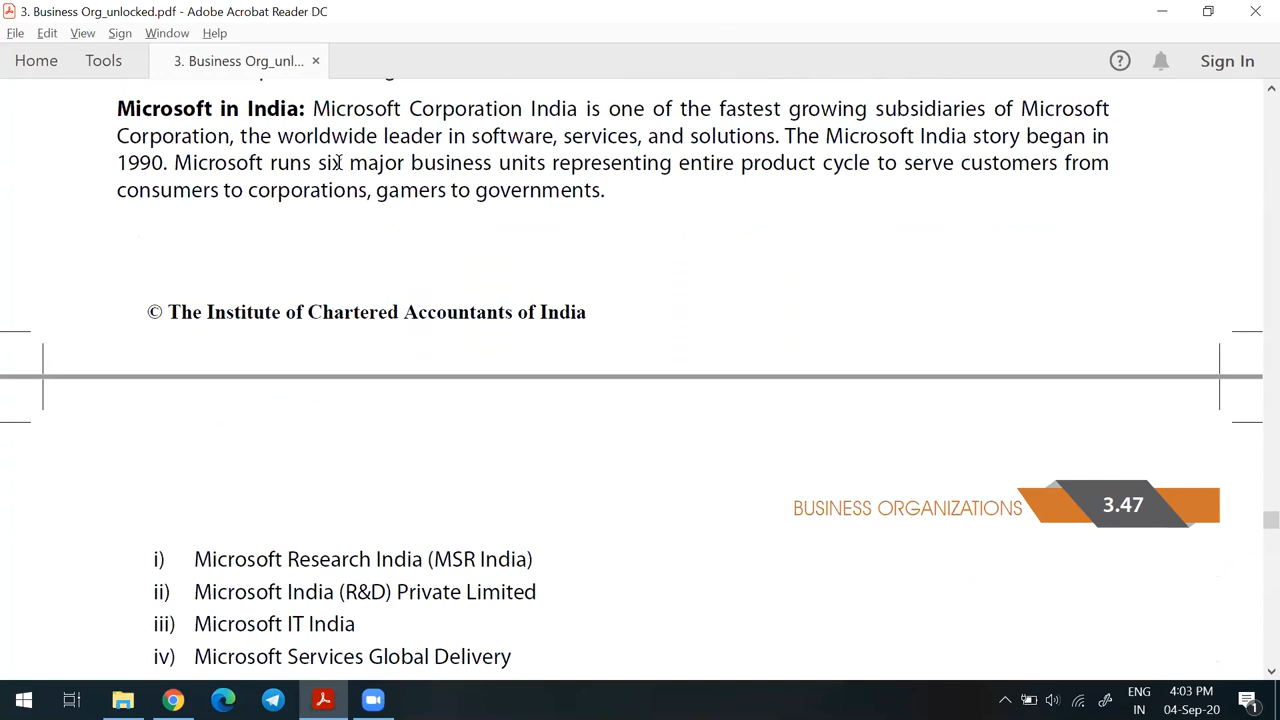 3. Business Org_unlocked.pdf - Adobe Acrobat Reader DC
File Edit View Sign Window Help
Home Tools 3. Business Org_unl... × Sign In
Microsoft in India: Microsoft Corporation India is one of the fastest growing subsidiaries of Microsoft
Corporation, the worldwide leader in software, services, and solutions. The Microsoft India story began in
1990. Microsoft runs six major business units representing entire product cycle to serve customers from
consumers to corporations, gamers to governments.
© The Institute of Chartered Accountants of India
BUSINESS ORGANIZATIONS 3.47
i) Microsoft Research India (MSR India)
ii) Microsoft India (R&D) Private Limited
iii) Microsoft IT India
iv) Microsoft Services Global Delivery
ENG 4:03 PM
IN 04-Sep-20 1